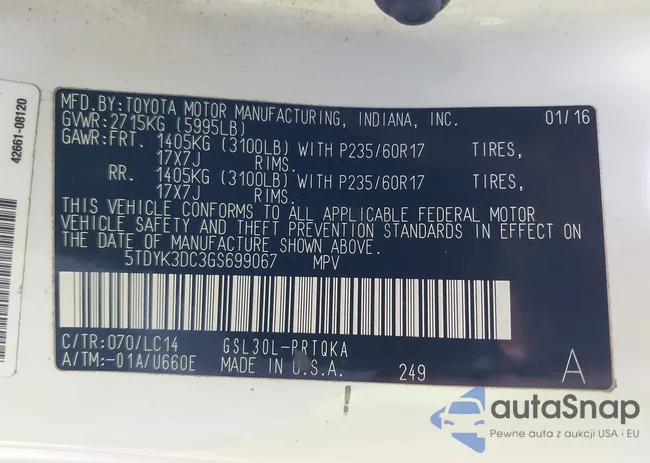 42661-08120
MFD.BY:TOYOTA MOTOR MANUFACTURING, INDIANA, INC. 01/16
GVWR:2715KG (5995LB)
GAWR:FRT. 1405KG (3100LB) WITH P235/60R17 TIRES,
17X7J RIMS.
RR. 1405KG (3100LB) WITH P235/60R17 TIRES,
17X7J RIMS.
THIS VEHICLE CONFORMS TO ALL APPLICABLE FEDERAL MOTOR
VEHICLE SAFETY AND THEFT PREVENTION STANDARDS IN EFFECT ON
THE DATE OF MANUFACTURE SHOWN ABOVE.
5TDYK3DC3GS699067 MPV
C/TR:070/LC14 GSL30L-PRTQKA
A/TM:-01A/U660E MADE IN U.S.A. 249 A
autaSnap
Pewne auta z aukcji USA i EU